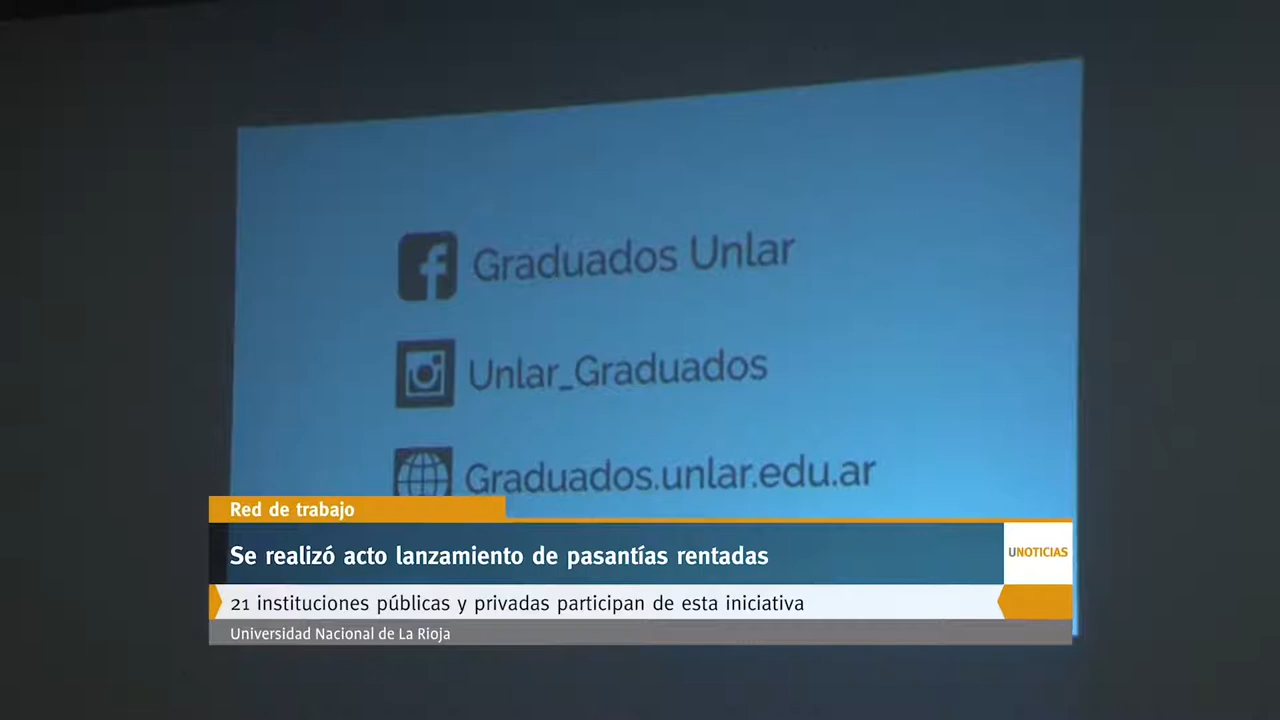 Graduados Unlar
Unlar_Graduados
Graduados.unlar.edu.ar
Red de trabajo
Se realizó acto lanzamiento de pasantías rentadas
UNOTICIAS
21 instituciones públicas y privadas participan de esta iniciativa
Universidad Nacional de La Rioja